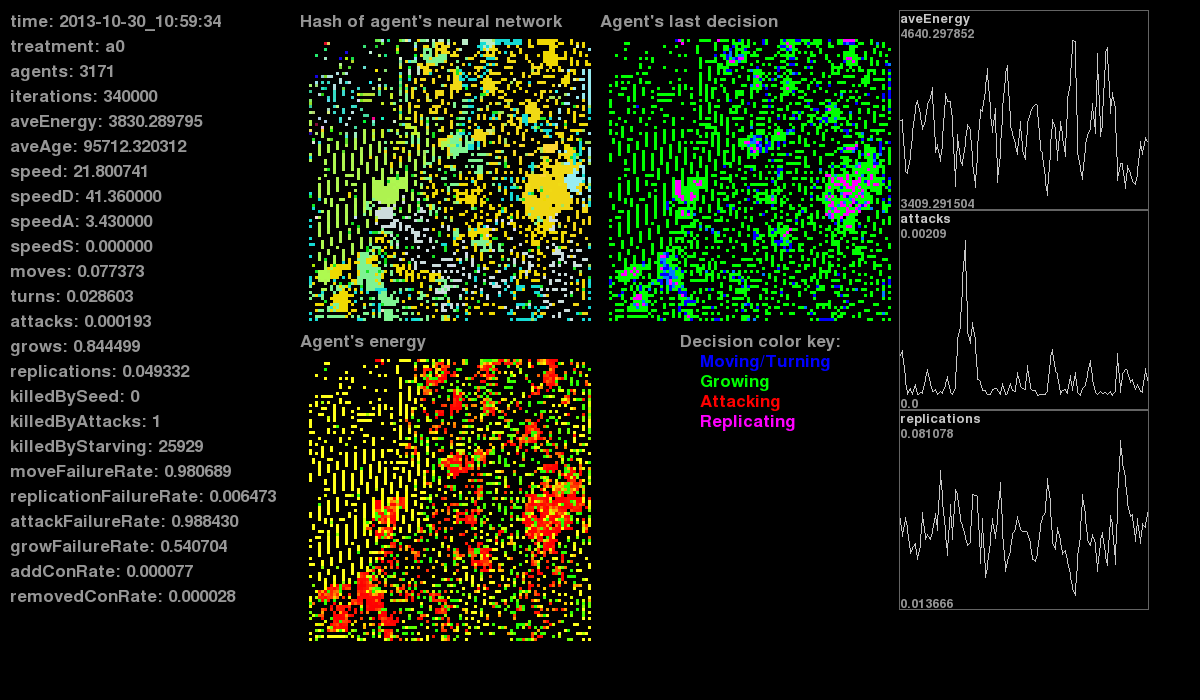 time: 2013-10-30_10:59:34
treatment: a0
agents: 3171
iterations: 340000
aveEnergy: 3830.289795
aveAge: 95712.320312
speed: 21.800741
speedD: 41.360000
speedA: 3.430000
speedS: 0.000000
moves: 0.077373
turns: 0.028603
attacks: 0.000193
grows: 0.844499
replications: 0.049332
killedBySeed: 0
killedByAttacks: 1
killedByStarving: 25929
moveFailureRate: 0.980689
replicationFailureRate: 0.006473
attackFailureRate: 0.988430
growFailureRate: 0.540704
addConRate: 0.000077
removedConRate: 0.000028
Hash of agent's neural network
Agent's last decision
Agent's energy
Decision color key:
Moving/Turning
Growing
Attacking
Replicating
aveEnergy
4640.297852
3409.291504
attacks
0.00209
0.0
replications
0.081078
0.013666